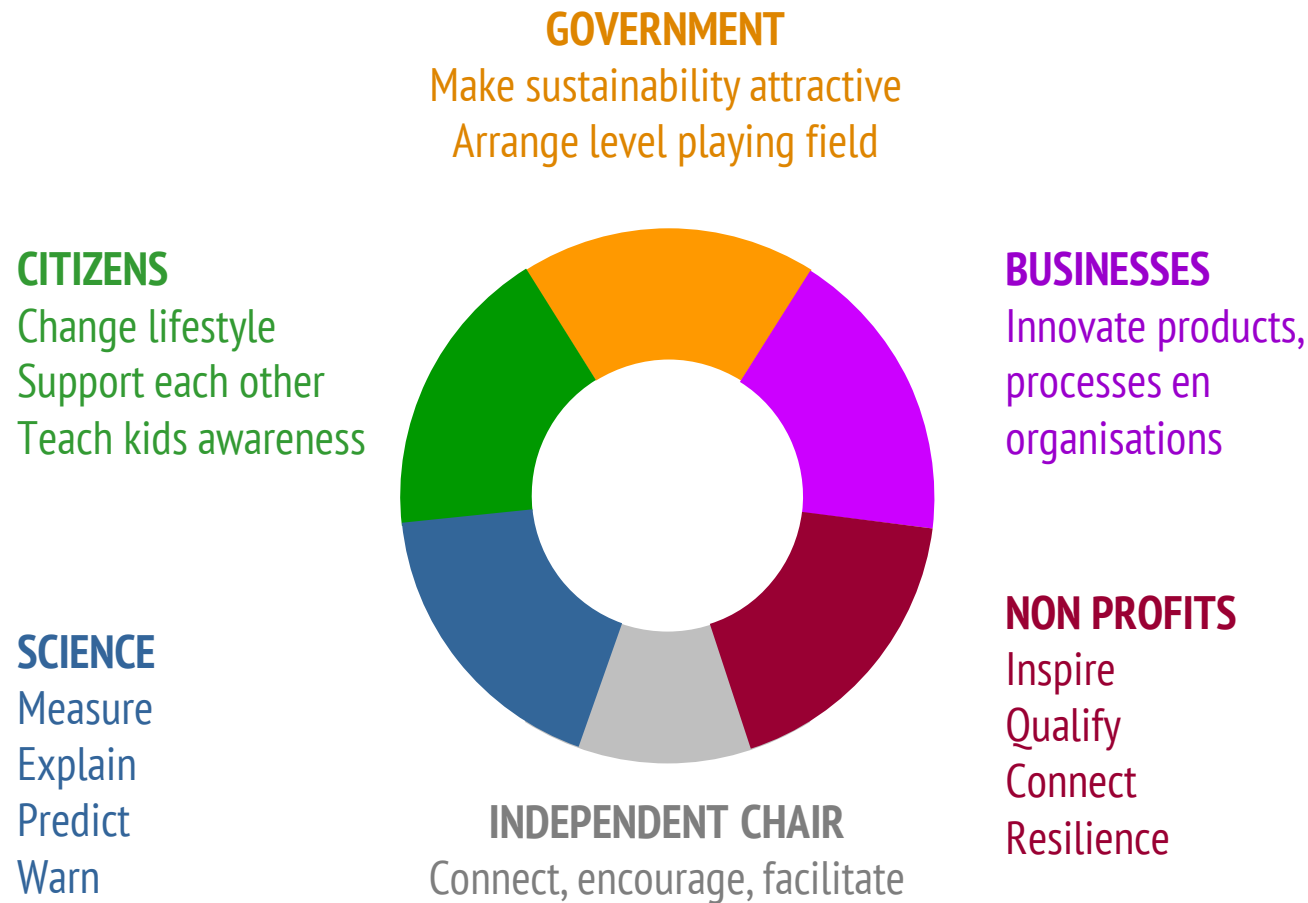 GOVERNMENT
Make sustainability attractive
Arrange level playing field
CITIZENS
Change lifestyle
Support each other
Teach kids awareness
BUSINESSES
Innovate products,
processes en
organisations
SCIENCE
Measure
Explain
Predict
Warn
NON PROFITS
Inspire
Qualify
Connect
Resilience
INDEPENDENT CHAIR
Connect, encourage, facilitate